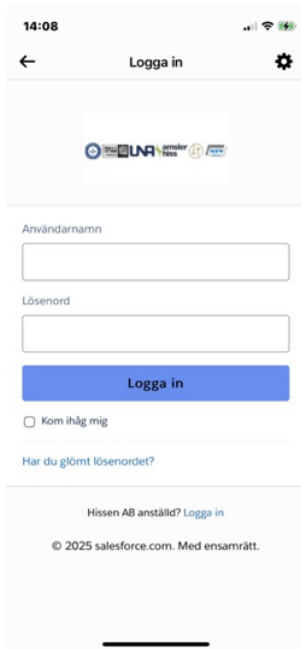 14:08
Logga in
UNA amsler
hiss
Användarnamn
Lösenord
Logga in
Kom ihåg mig
Har du glömt lösenordet?
Hissen AB anställd? Logga in
© 2025 salesforce.com. Med ensamrätt.